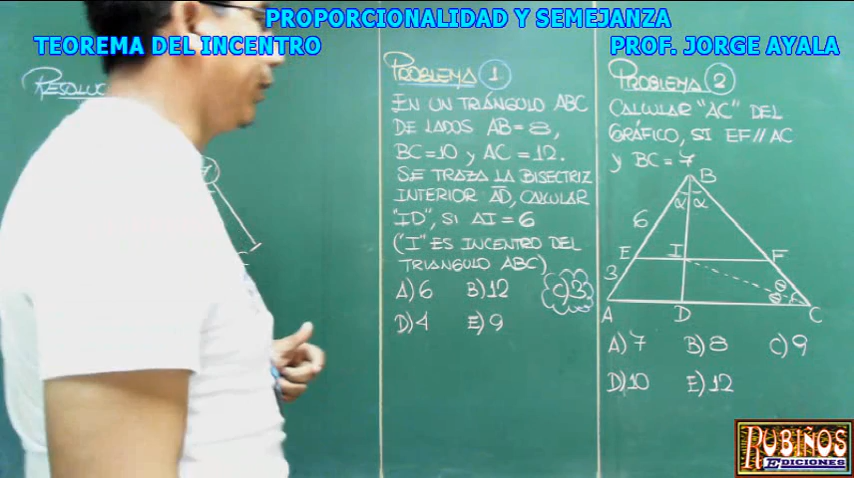 PROPORCIONALIDAD Y SEMEJANZA
TEOREMA DEL INCENTRO
PROF. JORGE AYALA
RESOLUC
PROBLEMA 1
EN UN TRIÁNGULO ABC
DE LADOS AB=8,
BC=10 y AC=12.
SE TRAZA LA BISECTRIZ
INTERIOR AD, CALCULAR
"ID", SI AI=6
("I" ES INCENTRO DEL
TRIANGULO ABC)
A) 6 B) 12 C) 3
D) 4 E) 9
PROBLEMA 2
CALCULAR "AC" DEL
GRÁFICO, SI EF//AC
y BC=7
B
α α
6
E I F
3 θ
θ
A D C
A) 7 B) 8 C) 9
D) 10 E) 12
RUBIÑOS
EDICIONES